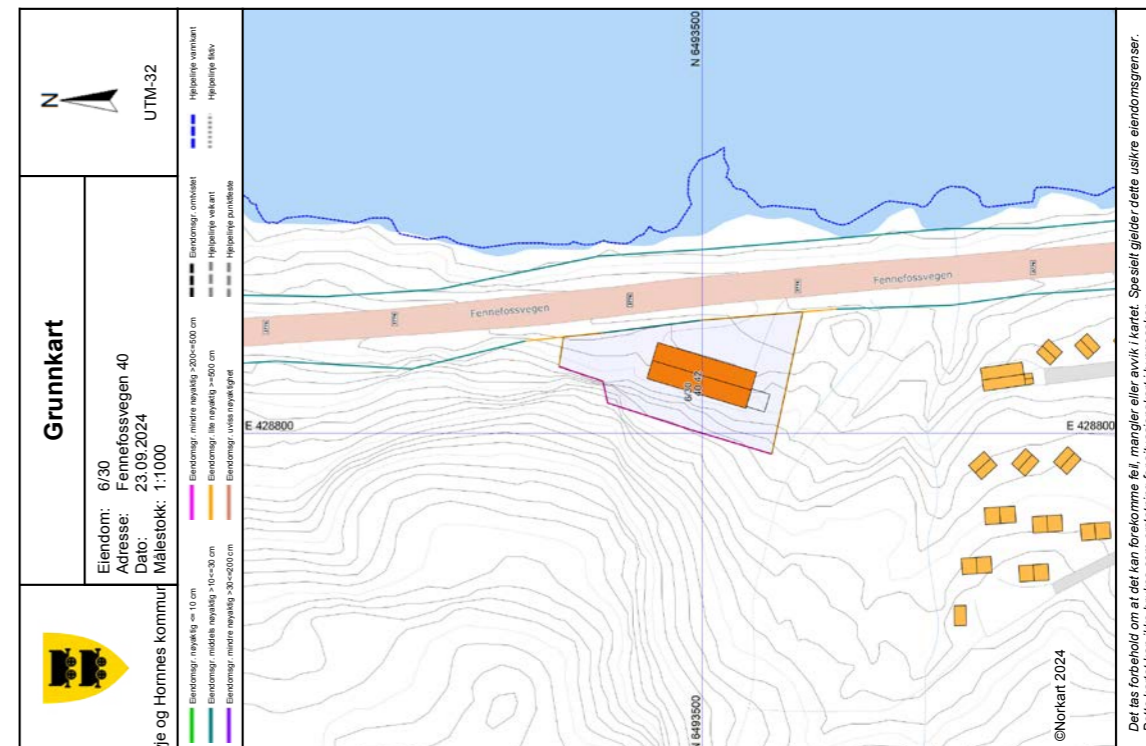 Grunnkart
Eiendom: 6/30
Adresse: Fennefossvegen 40
Dato: 23.09.2024
Målestokk: 1:1000
N
UTM-32
og Hornnes kommun
Eiendomsgr. nøyaktig <= 10 cm
Eiendomsgr. middels nøyaktig >10<=30 cm
Eiendomsgr. mindre nøyaktig >30<=200 cm
Eiendomsgr. mindre nøyaktig >200<=500 cm
Eiendomsgr. lite nøyaktig >=500 cm
Eiendomsgr. uviss nøyaktighet
Eiendomsgr. omtvistet
Hjelpelinje veikant
Hjelpelinje punktfeste
Hjelpelinje vannkant
Hjelpelinje fiktiv
N 6493500
Fennefossvegen
Fennefossvegen
6/30
40,42
E 428800
E 428800
N 6493500
©Norkart 2024
Det tas forbehold om at det kan forekomme feil, mangler eller avvik i kartet. Spesielt gjelder dette usikre eiendomsgrenser.